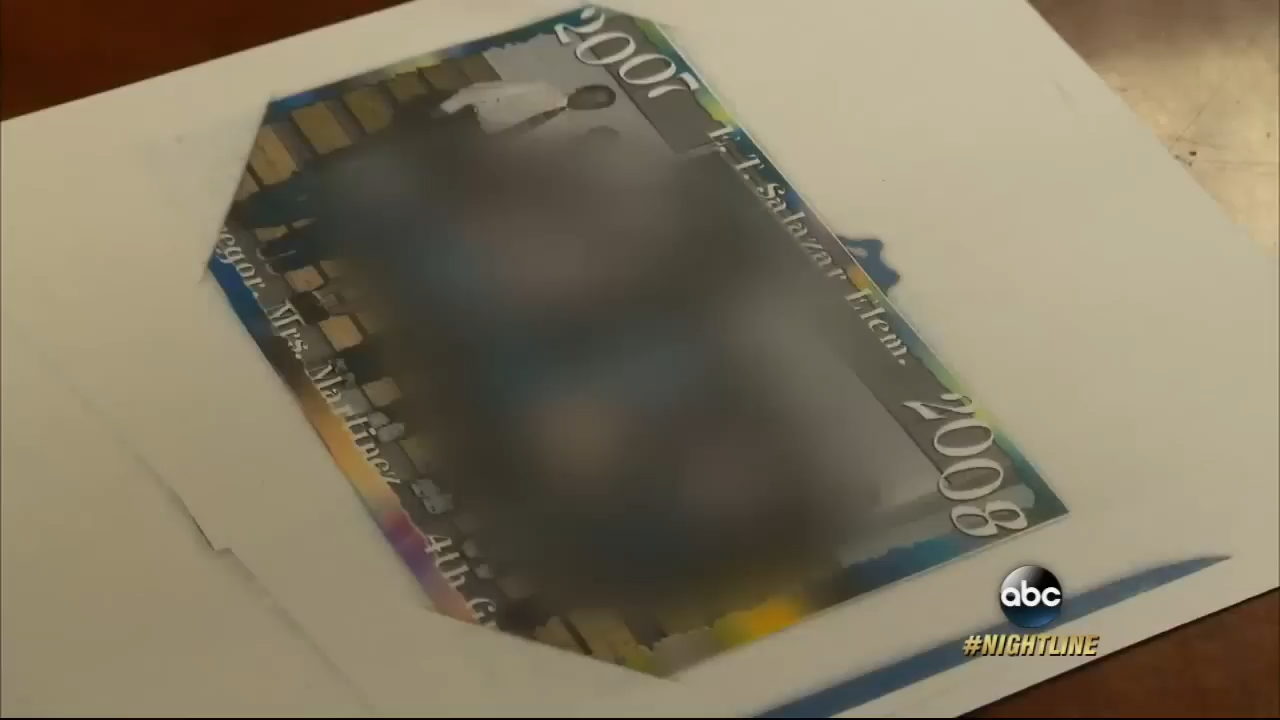 2007
E. T. Salazar Elem.
2008
Mrs. Martinez
4th
abc
#NIGHTLINE